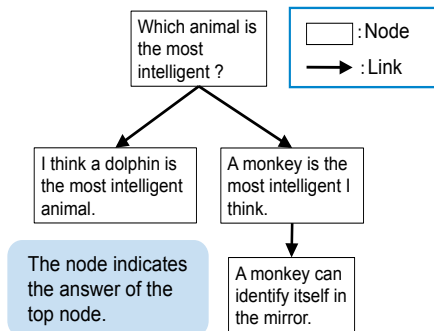 Which animal is
the most
intelligent ?
: Node
: Link
I think a dolphin is
the most intelligent
animal.
A monkey is the
most intelligent I
think.
The node indicates
the answer of the
top node.
A monkey can
identify itself in
the mirror.